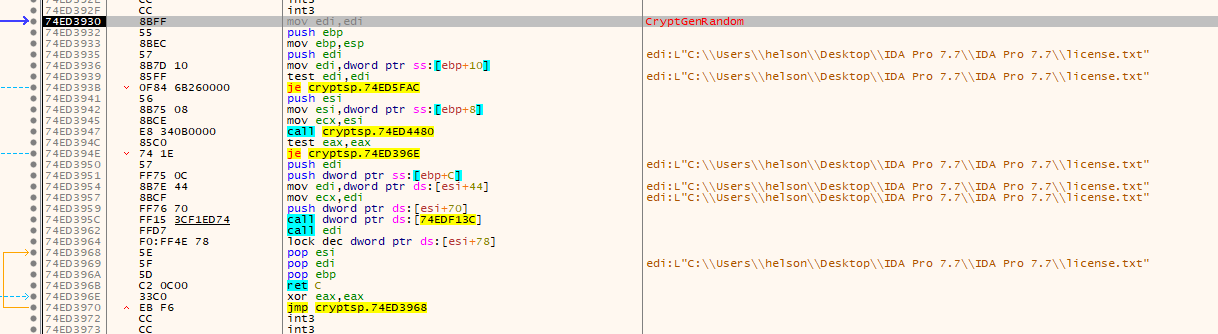 74ED392E CC int3
74ED392F CC int3
74ED3930 8BFF mov edi,edi CryptGenRandom
74ED3932 55 push ebp
74ED3933 8BEC mov ebp,esp
74ED3935 57 push edi edi:L"C:\\Users\\helson\\Desktop\\IDA Pro 7.7\\IDA Pro 7.7\\license.txt"
74ED3936 8B7D 10 mov edi,dword ptr ss:[ebp+10]
74ED3939 85FF test edi,edi edi:L"C:\\Users\\helson\\Desktop\\IDA Pro 7.7\\IDA Pro 7.7\\license.txt"
74ED393B 0F84 6B260000 je cryptsp.74ED5FAC
74ED3941 56 push esi
74ED3942 8B75 08 mov esi,dword ptr ss:[ebp+8]
74ED3945 8BCE mov ecx,esi
74ED3947 E8 340B0000 call cryptsp.74ED4480
74ED394C 85C0 test eax,eax
74ED394E 74 1E je cryptsp.74ED396E
74ED3950 57 push edi edi:L"C:\\Users\\helson\\Desktop\\IDA Pro 7.7\\IDA Pro 7.7\\license.txt"
74ED3951 FF75 0C push dword ptr ss:[ebp+C]
74ED3954 8B7E 44 mov edi,dword ptr ds:[esi+44] edi:L"C:\\Users\\helson\\Desktop\\IDA Pro 7.7\\IDA Pro 7.7\\license.txt"
74ED3957 8BCF mov ecx,edi edi:L"C:\\Users\\helson\\Desktop\\IDA Pro 7.7\\IDA Pro 7.7\\license.txt"
74ED3959 FF76 70 push dword ptr ds:[esi+70]
74ED395C FF15 3CF1ED74 call dword ptr ds:[74EDF13C]
74ED3962 FFD7 call edi
74ED3964 F0:FF4E 78 lock dec dword ptr ds:[esi+78]
74ED3968 5E pop esi
74ED3969 5F pop edi edi:L"C:\\Users\\helson\\Desktop\\IDA Pro 7.7\\IDA Pro 7.7\\license.txt"
74ED396A 5D pop ebp
74ED396B C2 0C00 ret C
74ED396E 33C0 xor eax,eax
74ED3970 EB F6 jmp cryptsp.74ED3968
74ED3972 CC int3
74ED3973 CC int3